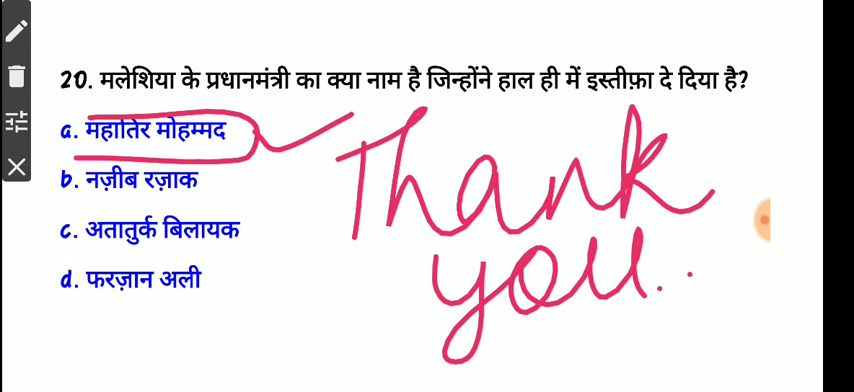 20. मलेशिया के प्रधानमंत्री का क्या नाम है जिन्होंने हाल ही में इस्तीफ़ा दे दिया है?
a. महातिर मोहम्मद
b. नज़ीब रज़ाक
c. अतातुर्क बिलायक
d. फरज़ान अली
Thank
you..